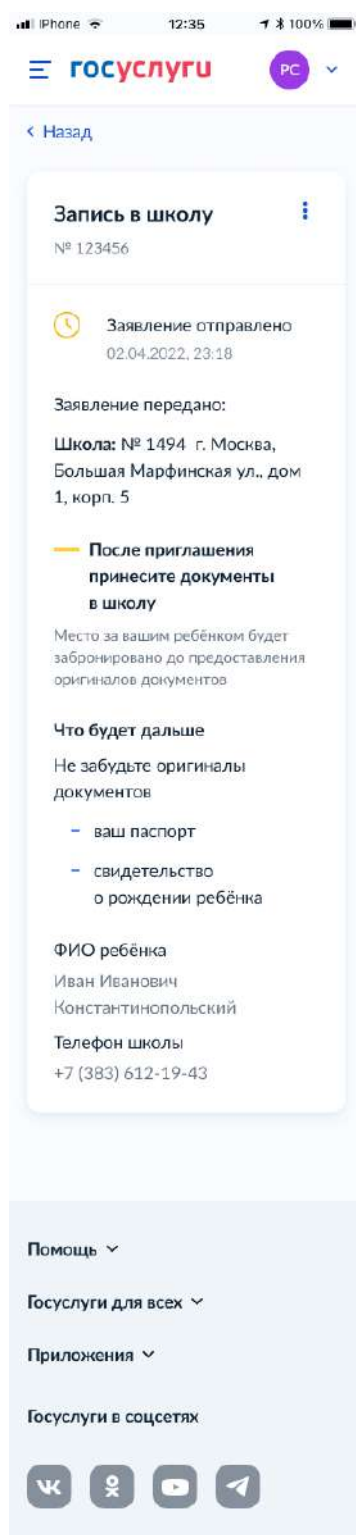 iPhone 12:35 100%
госуслуги РС
Назад
Запись в школу
№ 123456
Заявление отправлено
02.04.2022, 23:18
Заявление передано:
Школа: № 1494 г. Москва,
Большая Марфинская ул., дом
1, корп. 5
После приглашения
принесите документы
в школу
Место за вашим ребёнком будет
забронировано до предоставления
оригиналов документов
Что будет дальше
Не забудьте оригиналы
документов
– ваш паспорт
– свидетельство
о рождении ребёнка
ФИО ребёнка
Иван Иванович
Константинопольский
Телефон школы
+7 (383) 612-19-43
Помощь
Госуслуги для всех
Приложения
Госуслуги в соцсетях